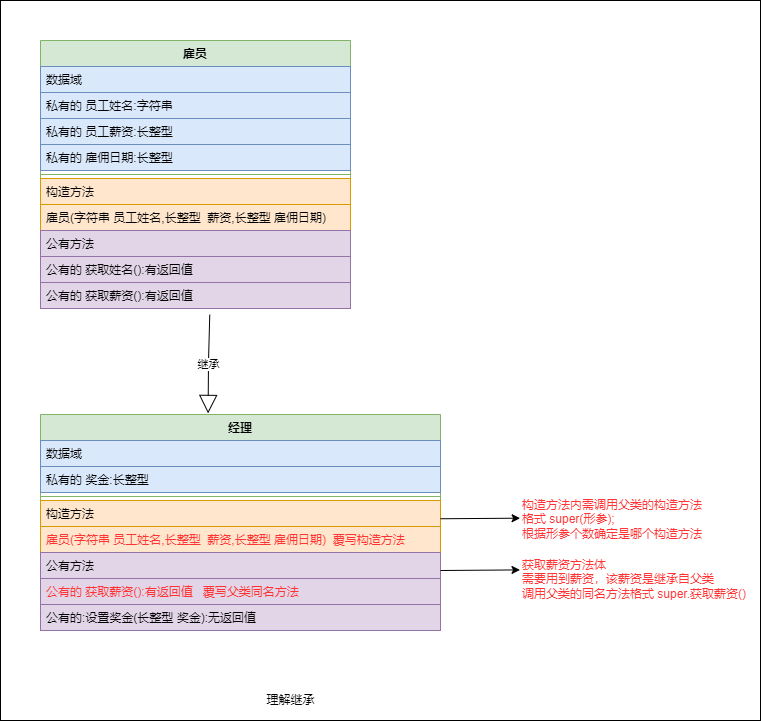 雇员
数据域
私有的 员工姓名:字符串
私有的 员工薪资:长整型
私有的 雇佣日期:长整型
构造方法
雇员(字符串 员工姓名,长整型 薪资,长整型 雇佣日期)
公有方法
公有的 获取姓名():有返回值
公有的 获取薪资():有返回值
继承
经理
数据域
私有的 奖金:长整型
构造方法
雇员(字符串 员工姓名,长整型 薪资,长整型 雇佣日期) 覆写构造方法
公有方法
公有的 获取薪资():有返回值 覆写父类同名方法
公有的:设置奖金(长整型 奖金):无返回值
构造方法内需调用父类的构造方法
格式 super(形参);
根据形参个数确定是哪个构造方法
获取薪资方法体
需要用到薪资，该薪资是继承自父类
调用父类的同名方法格式 super.获取薪资()
理解继承